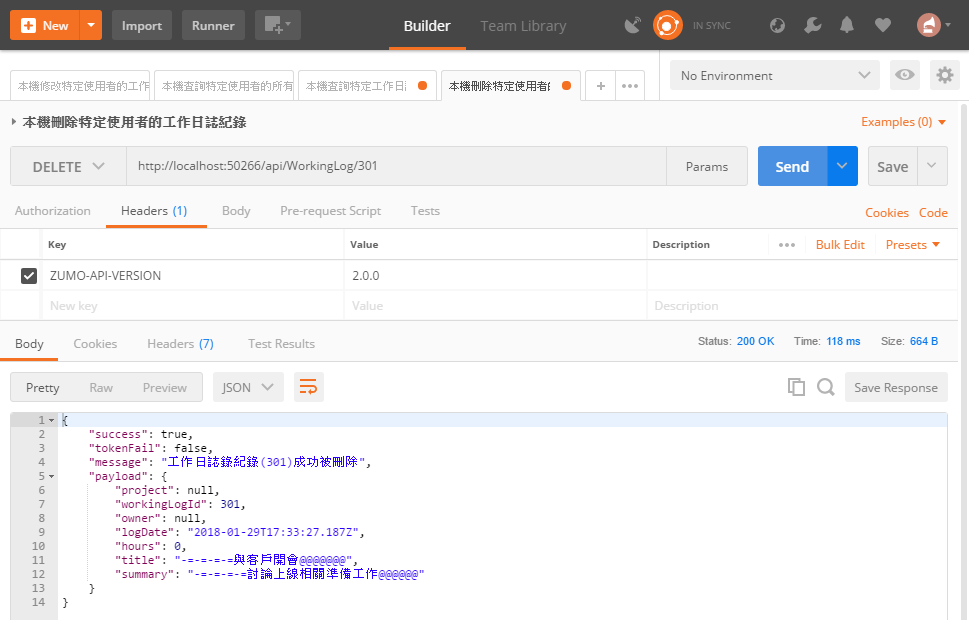 New Import Runner Builder Team Library IN SYNC
本機修改特定使用者的工作 本機查詢特定使用者的所有 本機查詢特定工作日誌 本機刪除特定使用者的 + ••• No Environment
本機刪除特定使用者的工作日誌紀錄 Examples (0)
DELETE http://localhost:50266/api/WorkingLog/301 Params Send Save
Authorization Headers (1) Body Pre-request Script Tests Cookies Code
Key Value Description ••• Bulk Edit Presets
ZUMO-API-VERSION 2.0.0
New key Value Description
Body Cookies Headers (7) Test Results Status: 200 OK Time: 118 ms Size: 664 B
Pretty Raw Preview JSON Save Response
1 {
2 "success": true,
3 "tokenFail": false,
4 "message": "工作日誌錄紀錄(301)成功被刪除",
5 "payload": {
6 "project": null,
7 "workingLogId": 301,
8 "owner": null,
9 "logDate": "2018-01-29T17:33:27.187Z",
10 "hours": 0,
11 "title": "-=-=-=-=與客戶開會@@@@@@@",
12 "summary": "-=-=-=-=討論上線相關準備工作@@@@@@"
13 }
14 }